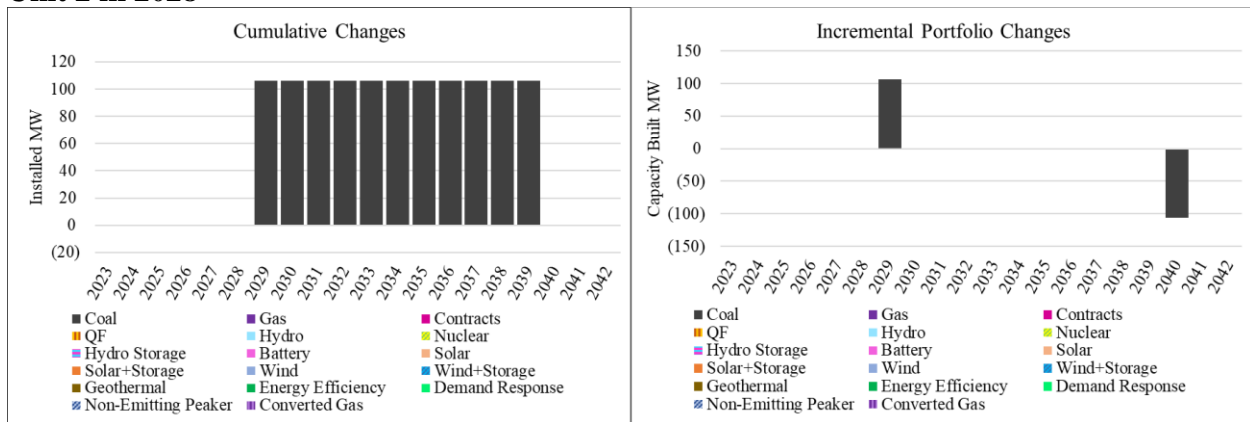 Cumulative Changes
Installed MW
120
100
80
60
40
20
0
(20)
2023 2024 2025 2026 2027 2028 2029 2030 2031 2032 2033 2034 2035 2036 2037 2038 2039 2040 2041 2042
Coal Gas Contracts
QF Hydro Nuclear
Hydro Storage Battery Solar
Solar+Storage Wind Wind+Storage
Geothermal Energy Efficiency Demand Response
Non-Emitting Peaker Converted Gas
Incremental Portfolio Changes
Capacity Built MW
150
100
50
0
(50)
(100)
(150)
2023 2024 2025 2026 2027 2028 2029 2030 2031 2032 2033 2034 2035 2036 2037 2038 2039 2040 2041 2042
Coal Gas Contracts
QF Hydro Nuclear
Hydro Storage Battery Solar
Solar+Storage Wind Wind+Storage
Geothermal Energy Efficiency Demand Response
Non-Emitting Peaker Converted Gas